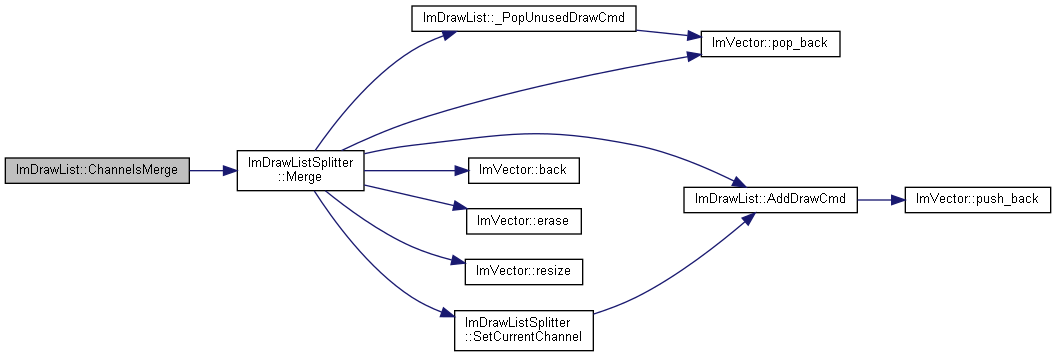 ImDrawList::_PopUnusedDrawCmd
ImVector::pop_back
ImDrawList::ChannelsMerge
ImDrawListSplitter
::Merge
ImVector::back
ImDrawList::AddDrawCmd
ImVector::push_back
ImVector::erase
ImVector::resize
ImDrawListSplitter
::SetCurrentChannel